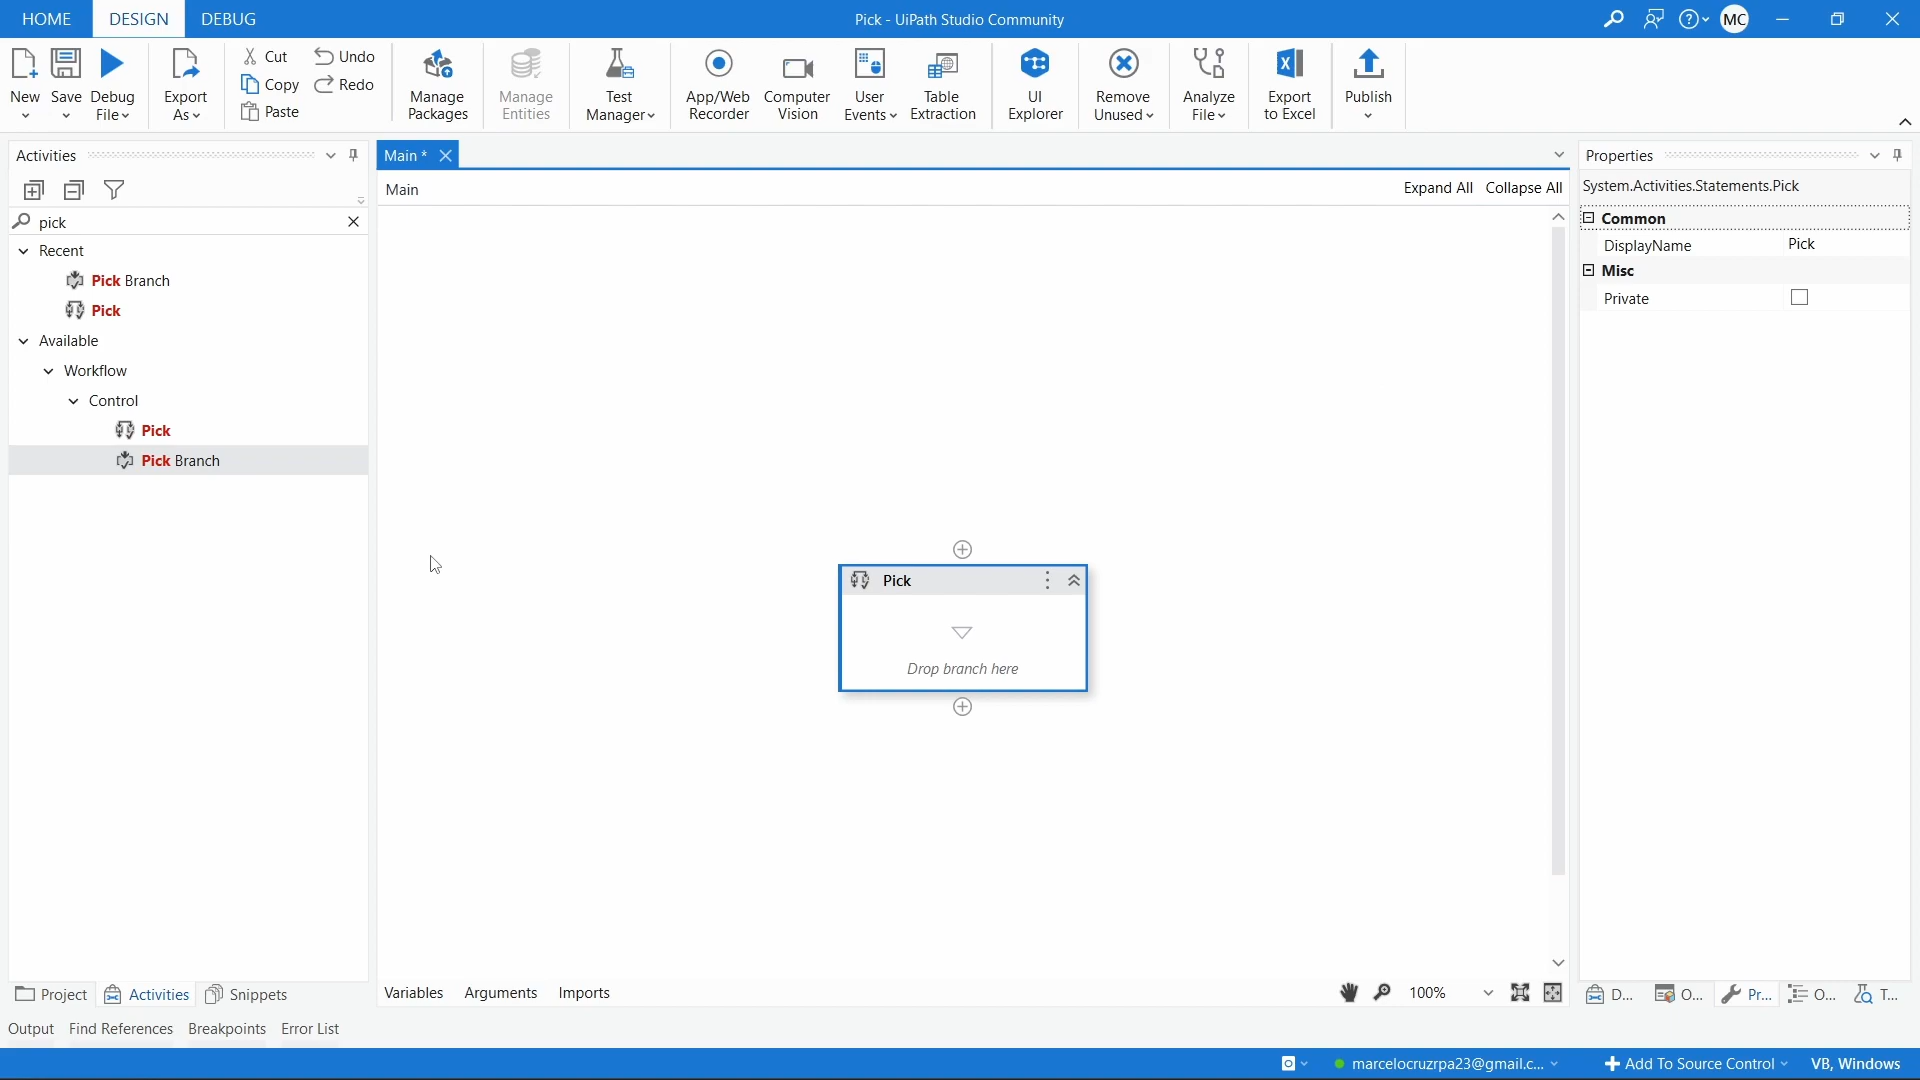 HOME DESIGN DEBUG
Pick - UiPath Studio Community
MC
New
Save
Debug
File
Export
As
Cut
Copy
Paste
Undo
Redo
Manage
Packages
Manage
Entities
Test
Manager
App/Web
Recorder
Computer
Vision
User
Events
Table
Extraction
UI
Explorer
Remove
Unused
Analyze
File
Export
to Excel
Publish
Activities
pick
Recent
Pick Branch
Pick
Available
Workflow
Control
Pick
Pick Branch
Main *
Main
Expand All Collapse All
Pick
Drop branch here
Properties
System.Activities.Statements.Pick
Common
DisplayName Pick
Misc
Private
Project Activities Snippets
Variables Arguments Imports
100%
D... O... Pr... O... T...
Output Find References Breakpoints Error List
marcelocruzrpa23@gmail.c...
Add To Source Control
VB, Windows